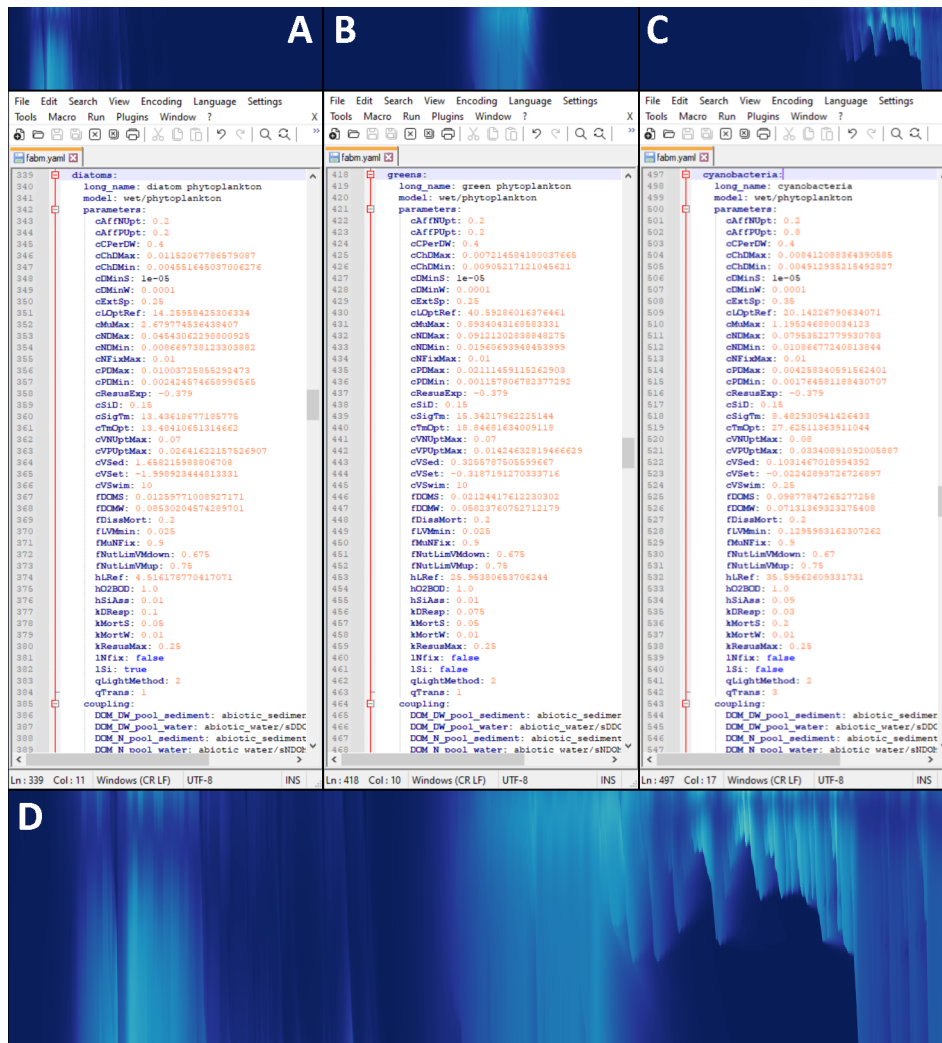 A
B
C
File Edit Search View Encoding Language Settings
Tools Macro Run Plugins Window ? X
fabm.yaml
339 diatoms:
340 long_name: diatom phytoplankton
341 model: wet/phytoplankton
342 parameters:
343 cAffNUpt: 0.2
344 cAffPUpt: 0.2
345 cCPerDW: 0.4
346 cChDMax: 0.01152067786579087
347 cChDMin: 0.004551645037006276
348 cDMinS: 1e-05
349 cDMinW: 0.0001
350 cExtSp: 0.25
351 cLOptRef: 14.25958425306334
352 cMuMax: 2.679774536438407
353 cNDMax: 0.04543062298800925
354 cNDMin: 0.008669738123303882
355 cNFixMax: 0.01
356 cPDMax: 0.01003725855292473
357 cPDMin: 0.002424574658996565
358 cResusExp: -0.379
359 cSiD: 0.15
360 cSigTm: 13.43618677185775
361 cTmOpt: 13.48410651314662
362 cVNUptMax: 0.07
363 cVPUptMax: 0.02641622157526907
364 cVSed: 1.658215988806708
365 cVSet: -1.998923444813331
366 cVSwim: 10
367 fDOMS: 0.01259771008927171
368 fDOMW: 0.08530204574289701
369 fDissMort: 0.2
370 fLVMmin: 0.025
371 fMuNFix: 0.9
372 fNutLimVMdown: 0.675
373 fNutLimVMup: 0.75
374 hLRef: 4.516178770417071
375 hO2BOD: 1.0
376 hSiAss: 0.01
377 kDResp: 0.1
378 kMortS: 0.05
379 kMortW: 0.01
380 kResusMax: 0.25
381 lNfix: false
382 lSi: true
383 qLightMethod: 2
384 qTrans: 1
385 coupling:
386 DOM_DW_pool_sediment: abiotic_sedimen
387 DOM_DW_pool_water: abiotic_water/sDDO
388 DOM_N_pool_sediment: abiotic_sediment
389 DOM_N_pool_water: abiotic_water/sNDOM
Ln : 339 Col : 11 Windows (CR LF) UTF-8 INS
File Edit Search View Encoding Language Settings
Tools Macro Run Plugins Window ? X
fabm.yaml
418 greens:
419 long_name: green phytoplankton
420 model: wet/phytoplankton
421 parameters:
422 cAffNUpt: 0.2
423 cAffPUpt: 0.2
424 cCPerDW: 0.4
425 cChDMax: 0.007214584180037665
426 cChDMin: 0.00905217121045621
427 cDMinS: 1e-05
428 cDMinW: 0.0001
429 cExtSp: 0.25
430 cLOptRef: 40.59286016376461
431 cMuMax: 0.8934043168583331
432 cNDMax: 0.09121202838848275
433 cNDMin: 0.01960693948453999
434 cNFixMax: 0.01
435 cPDMax: 0.02111459115262903
436 cPDMin: 0.001157806782377292
437 cResusExp: -0.379
438 cSiD: 0.15
439 cSigTm: 15.34217962225144
440 cTmOpt: 18.84681634009118
441 cVNUptMax: 0.07
442 cVPUptMax: 0.01424632819466629
443 cVSed: 0.3255787505599667
444 cVSet: -0.3187191270333716
445 cVSwim: 10
446 fDOMS: 0.02124417612230302
447 fDOMW: 0.05823760752712179
448 fDissMort: 0.2
449 fLVMmin: 0.025
450 fMuNFix: 0.9
451 fNutLimVMdown: 0.675
452 fNutLimVMup: 0.75
453 hLRef: 25.95380653706244
454 hO2BOD: 1.0
455 hSiAss: 0.01
456 kDResp: 0.075
457 kMortS: 0.05
458 kMortW: 0.01
459 kResusMax: 0.25
460 lNfix: false
461 lSi: false
462 qLightMethod: 2
463 qTrans: 1
464 coupling:
465 DOM_DW_pool_sediment: abiotic_sedimen
466 DOM_DW_pool_water: abiotic_water/sDDO
467 DOM_N_pool_sediment: abiotic_sediment
468 DOM_N_pool_water: abiotic_water/sNDOM
Ln : 418 Col : 10 Windows (CR LF) UTF-8 INS
File Edit Search View Encoding Language Settings
Tools Macro Run Plugins Window ? X
fabm.yaml
497 cyanobacteria:
498 long_name: cyanobacteria
499 model: wet/phytoplankton
500 parameters:
501 cAffNUpt: 0.2
502 cAffPUpt: 0.8
503 cCPerDW: 0.4
504 cChDMax: 0.008412088364390585
505 cChDMin: 0.004912935215492827
506 cDMinS: 1e-05
507 cDMinW: 0.0001
508 cExtSp: 0.35
509 cLOptRef: 20.14226790634071
510 cMuMax: 1.195246880034123
511 cNDMax: 0.07953522779930783
512 cNDMin: 0.01086677240813844
513 cNFixMax: 0.01
514 cPDMax: 0.004258340591562401
515 cPDMin: 0.001764581188430707
516 cResusExp: -0.379
517 cSiD: 0.15
518 cSigTm: 8.482930941426433
519 cTmOpt: 27.62511363911044
520 cVNUptMax: 0.08
521 cVPUptMax: 0.03340891092005887
522 cVSed: 0.1031467018994392
523 cVSet: -0.02242893726726897
524 cVSwim: 0.25
525 fDOMS: 0.09877847265277258
526 fDOMW: 0.07131369323275408
527 fDissMort: 0.2
528 fLVMmin: 0.1295983162307262
529 fMuNFix: 0.9
530 fNutLimVMdown: 0.67
531 fNutLimVMup: 0.75
532 hLRef: 35.59562609331731
533 hO2BOD: 1.0
534 hSiAss: 0.09
535 kDResp: 0.03
536 kMortS: 0.2
537 kMortW: 0.01
538 kResusMax: 0.25
539 lNfix: false
540 lSi: false
541 qLightMethod: 2
542 qTrans: 3
543 coupling:
544 DOM_DW_pool_sediment: abiotic_sedimen
545 DOM_DW_pool_water: abiotic_water/sDDO
546 DOM_N_pool_sediment: abiotic_sediment
547 DOM_N_pool_water: abiotic_water/sNDOM
Ln : 497 Col : 17 Windows (CR LF) UTF-8 INS
D